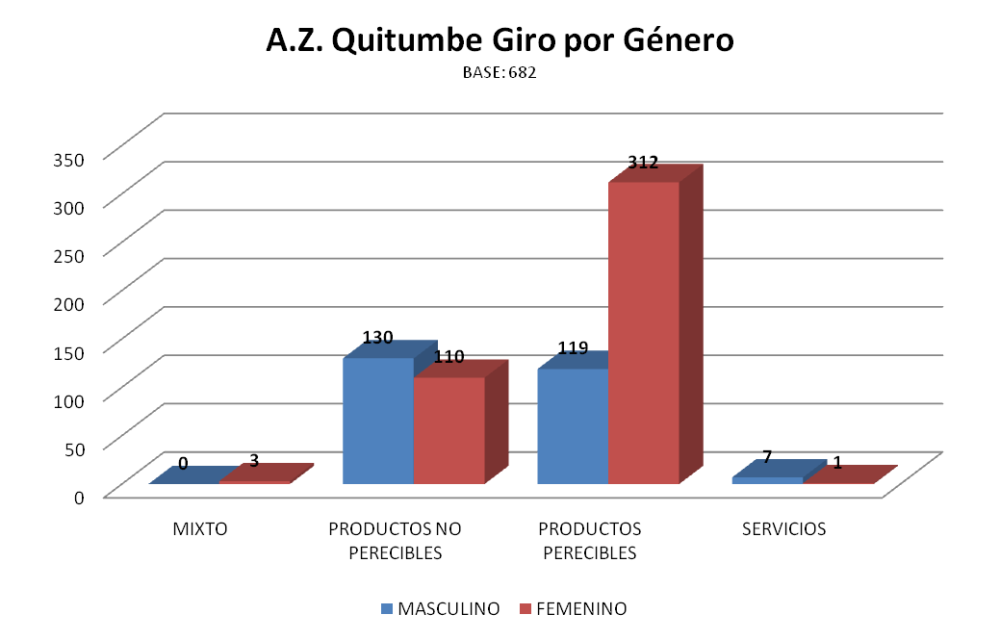 A.Z. Quitumbe Giro por Género
BASE: 682
350
300
250
200
150
100
50
0
0
3
130
110
119
312
7
1
MIXTO
PRODUCTOS NO
PERECIBLES
PRODUCTOS
PERECIBLES
SERVICIOS
MASCULINO
FEMENINO